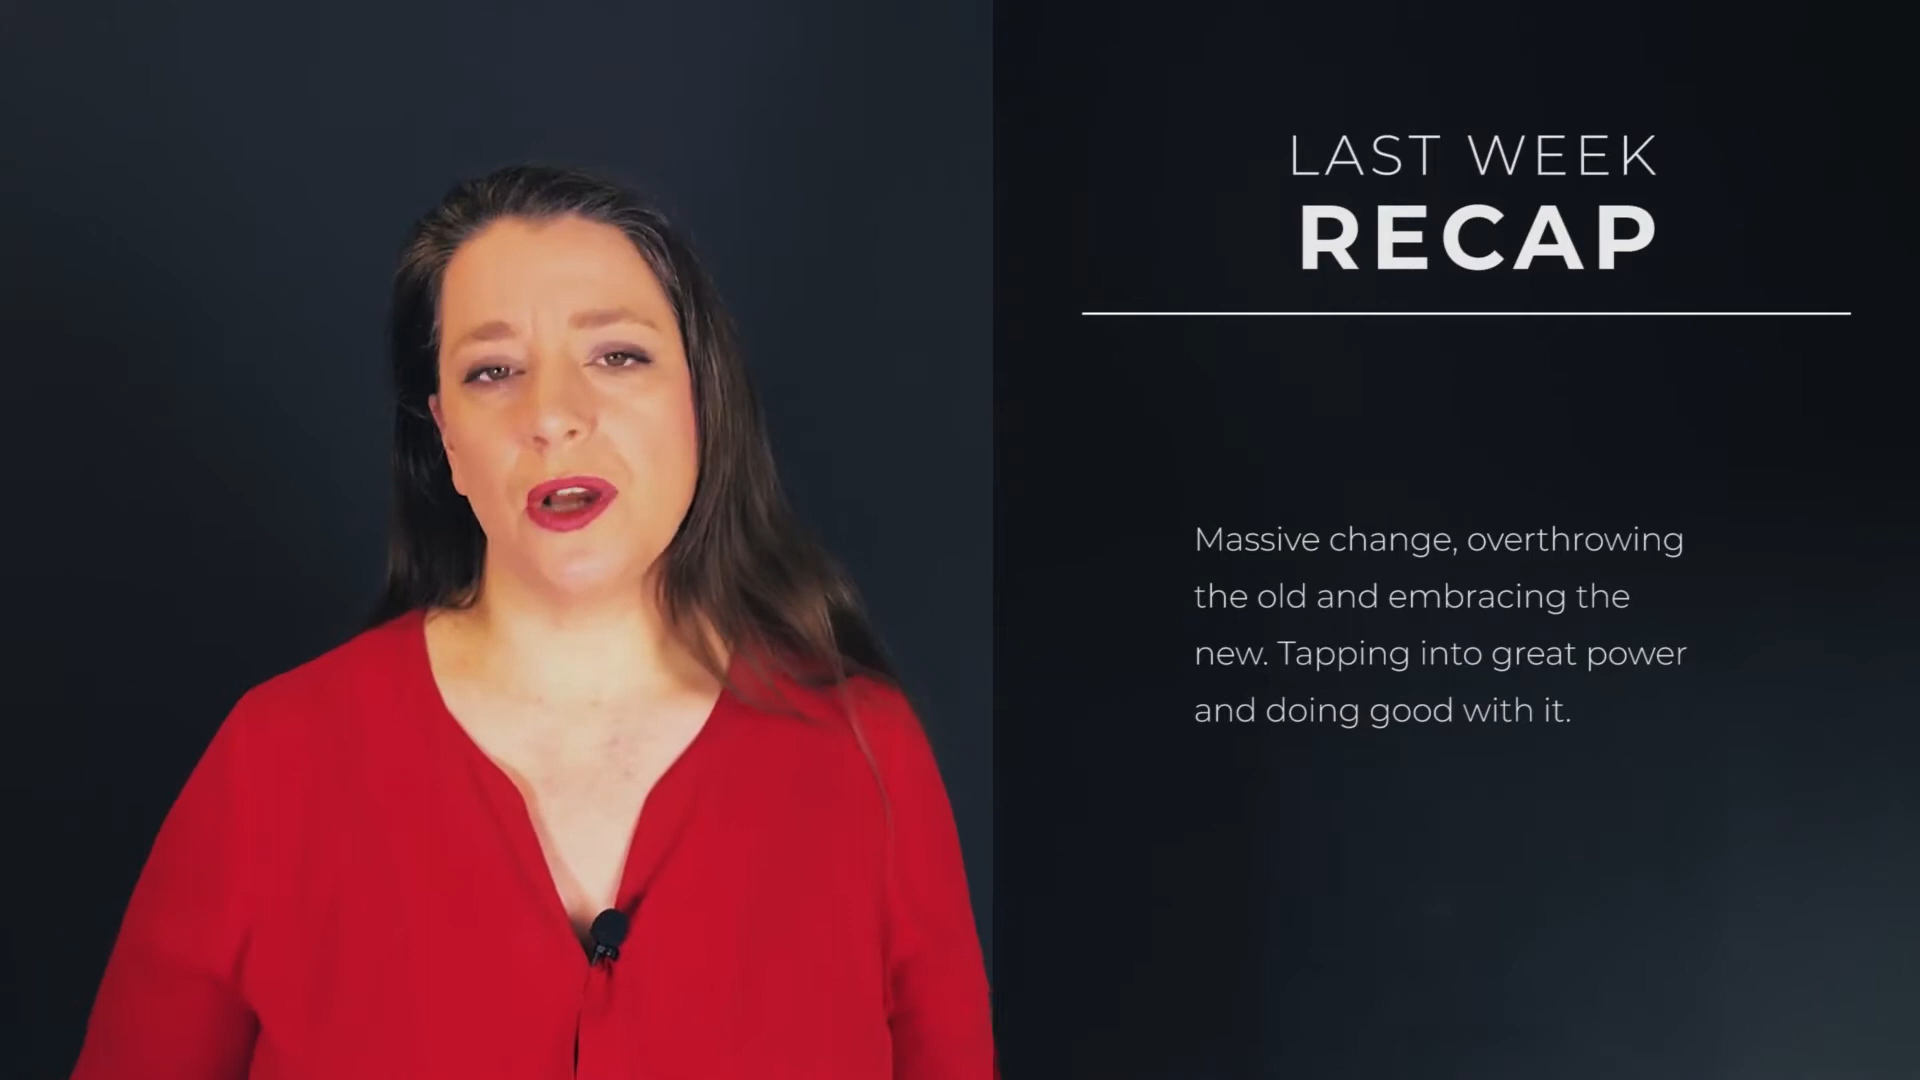 LAST WEEK
RECAP
Massive change, overthrowing
the old and embracing the
new. Tapping into great power
and doing good with it.